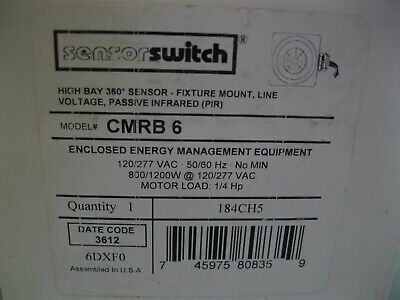 sensorswitch®
HIGH BAY 360° SENSOR - FIXTURE MOUNT, LINE
VOLTAGE, PASSIVE INFRARED (PIR)
MODEL# CMRB 6
ENCLOSED ENERGY MANAGEMENT EQUIPMENT
120/277 VAC · 50/60 Hz · No MIN
800/1200W @ 120/277 VAC
MOTOR LOAD: 1/4 Hp
Quantity 1 184CH5
DATE CODE
3612
6DXF0
Assembled In U.S.A.
7 45975 80835 9